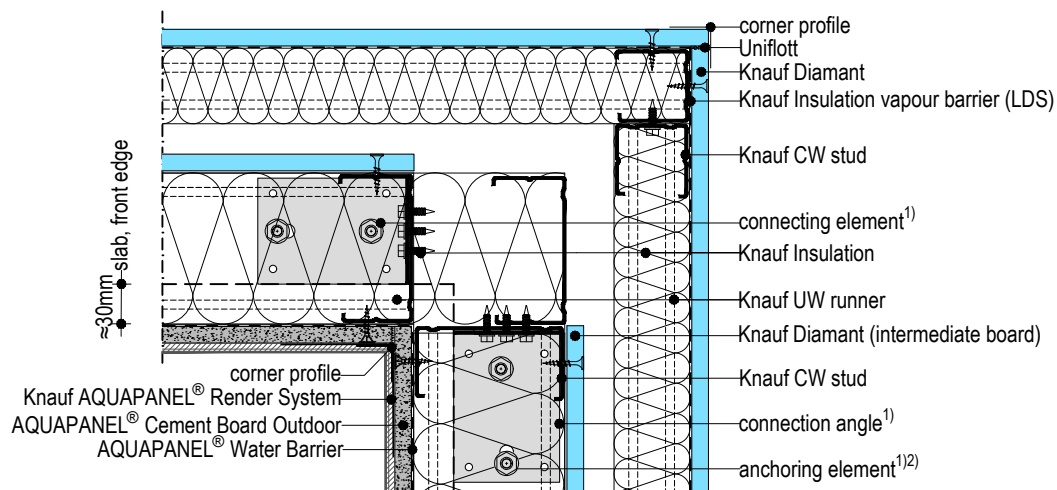 corner profile
Uniflott
Knauf Diamant
Knauf Insulation vapour barrier (LDS)
Knauf CW stud
connecting element¹⁾
Knauf Insulation
Knauf UW runner
Knauf Diamant (intermediate board)
Knauf CW stud
connection angle¹⁾
anchoring element¹⁾²⁾
slab, front edge
≈30mm
corner profile
Knauf AQUAPANEL® Render System
AQUAPANEL® Cement Board Outdoor
AQUAPANEL® Water Barrier